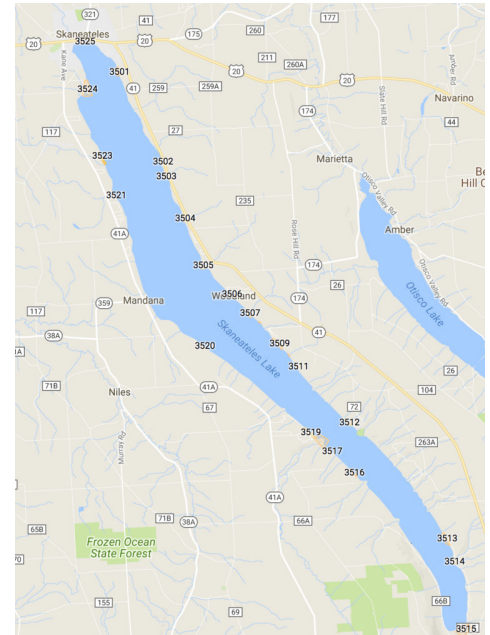 321
41
177
260
Skaneateles
175
3525
20
20
211
260A
20
Kane Ave
3501
20
Amber Rd
3524
41
259
259A
Slate Hill Rd
Navarino
174
44
117
27
Marietta
3523
3502
3503
Otisco Valley Rd
3521
235
3504
Rose Hill Rd
Amber
41A
3505
174
Otisco Valley Rd
26
359
Mandana
3506
174
117
3507
Otisco Lake
38A
3520
Skaneateles Lake
3509
41
3511
26
71B
41A
104
Niles
67
72
3512
3519
263A
Murray Rd
3517
3516
41A
71B
38A
66A
65B
3513
Frozen Ocean
State Forest
3514
155
66B
69
3515